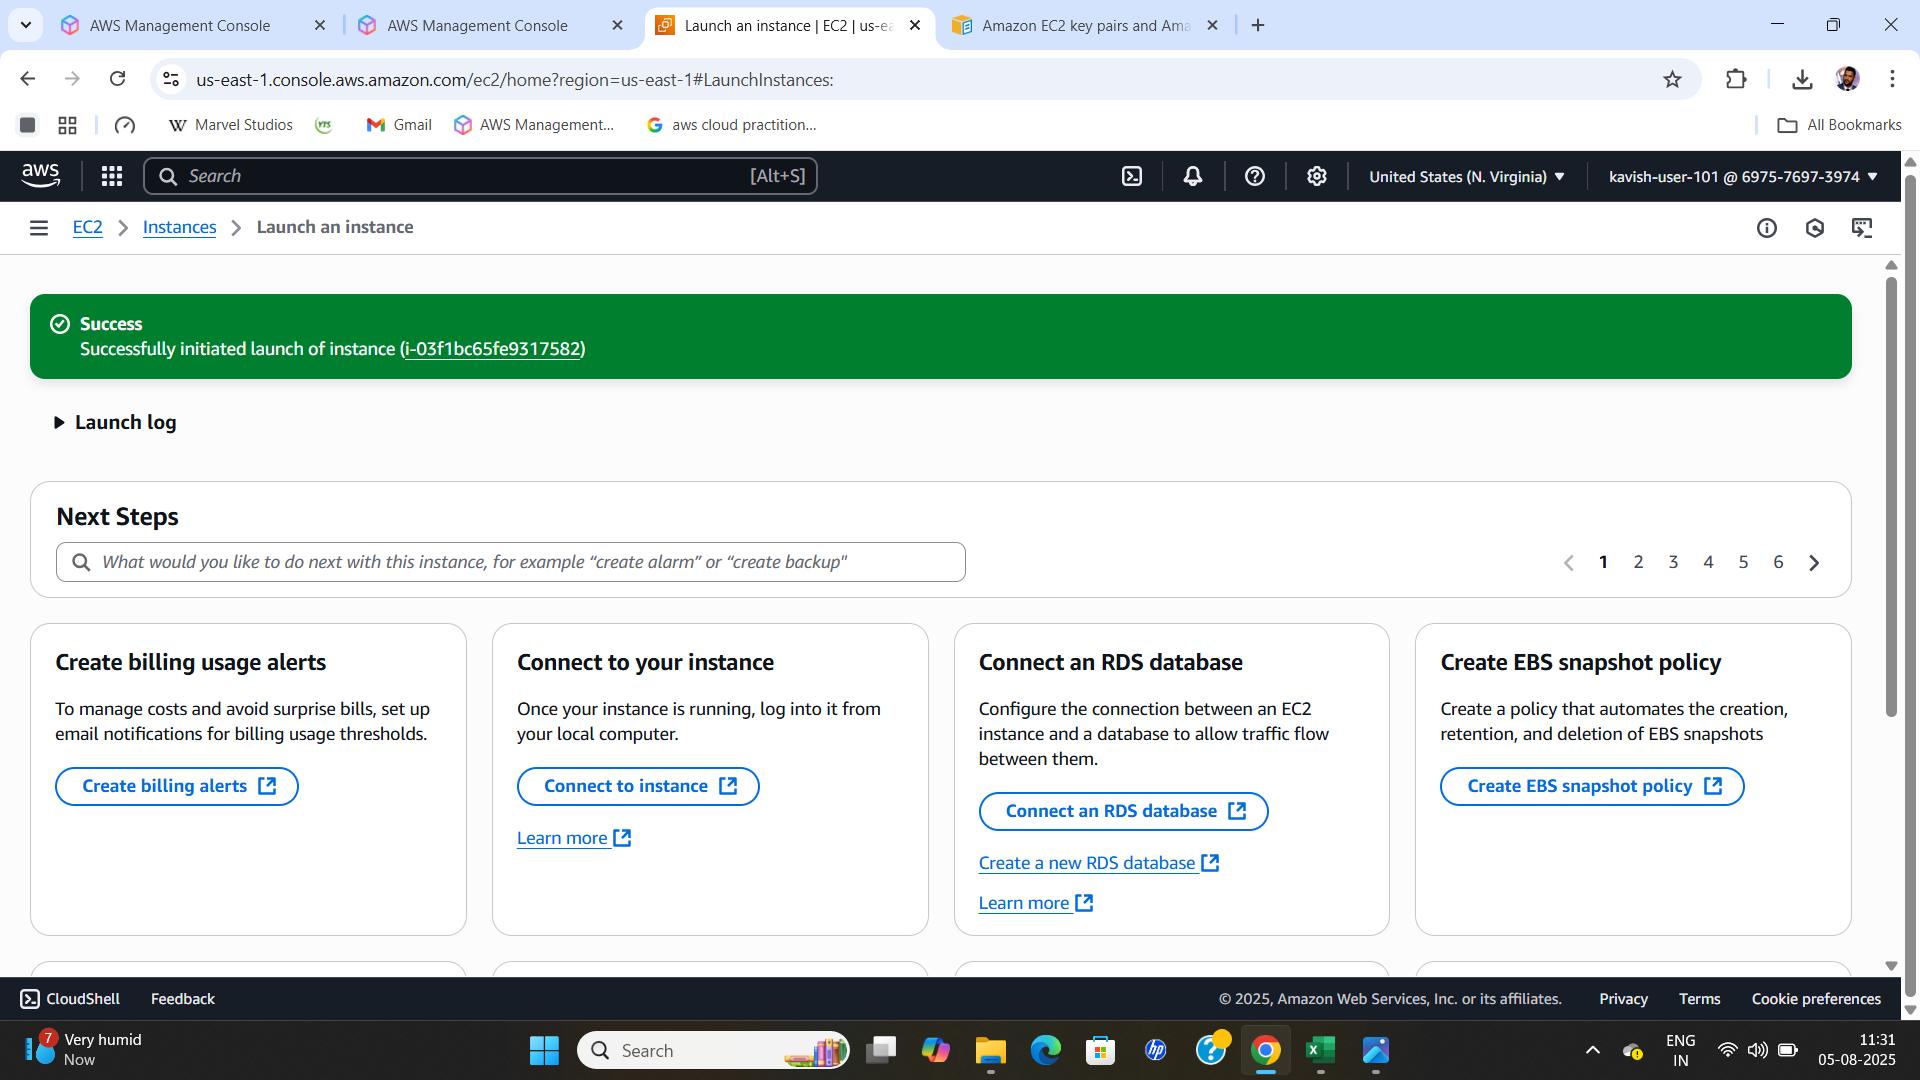 AWS Management Console
AWS Management Console
Launch an instance | EC2 | us-ea
Amazon EC2 key pairs and Ama
us-east-1.console.aws.amazon.com/ec2/home?region=us-east-1#LaunchInstances:
Marvel Studios
YTS
Gmail
AWS Management...
aws cloud practition...
All Bookmarks
aws
Search
[Alt+S]
United States (N. Virginia)
kavish-user-101 @ 6975-7697-3974
EC2
Instances
Launch an instance
Success
Successfully initiated launch of instance (i-03f1bc65fe9317582)
Launch log
Next Steps
What would you like to do next with this instance, for example “create alarm” or “create backup"
1 2 3 4 5 6
Create billing usage alerts
To manage costs and avoid surprise bills, set up
email notifications for billing usage thresholds.
Create billing alerts
Connect to your instance
Once your instance is running, log into it from
your local computer.
Connect to instance
Learn more
Connect an RDS database
Configure the connection between an EC2
instance and a database to allow traffic flow
between them.
Connect an RDS database
Create a new RDS database
Learn more
Create EBS snapshot policy
Create a policy that automates the creation,
retention, and deletion of EBS snapshots
Create EBS snapshot policy
CloudShell
Feedback
© 2025, Amazon Web Services, Inc. or its affiliates.
Privacy
Terms
Cookie preferences
7
Very humid
Now
Search
hp
ENG
IN
11:31
05-08-2025